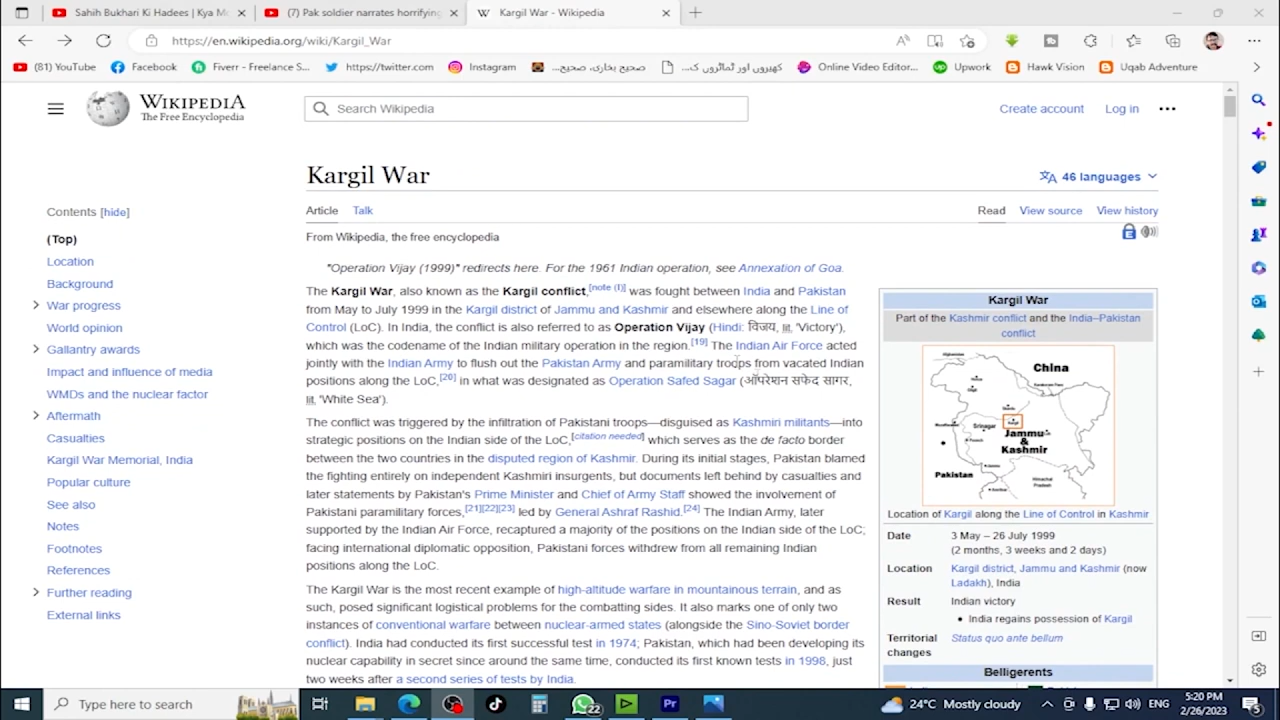 Sahih Bukhari Ki Hadees | Kya Mo
(7) Pak soldier narrates horrifying
Kargil War - Wikipedia
https://en.wikipedia.org/wiki/Kargil_War
(81) YouTube
Facebook
Fiverr - Freelance S...
https://twitter.com
Instagram
صحیح بخاری، صحیح...
کھیروں اور ٹماٹروں ک...
Online Video Editor...
Upwork
Hawk Vision
Uqab Adventure
WIKIPEDIA
The Free Encyclopedia
Search Wikipedia
Create account
Log in
Kargil War
46 languages
Article
Talk
Read
View source
View history
From Wikipedia, the free encyclopedia
Contents [hide]
(Top)
Location
Background
War progress
World opinion
Gallantry awards
Impact and influence of media
WMDs and the nuclear factor
Aftermath
Casualties
Kargil War Memorial, India
Popular culture
See also
Notes
Footnotes
References
Further reading
External links
"Operation Vijay (1999)" redirects here. For the 1961 Indian operation, see Annexation of Goa.
The Kargil War, also known as the Kargil conflict,[note (I)] was fought between India and Pakistan
from May to July 1999 in the Kargil district of Jammu and Kashmir and elsewhere along the Line of
Control (LoC). In India, the conflict is also referred to as Operation Vijay (Hindi: विजय, lit. 'Victory'),
which was the codename of the Indian military operation in the region.[19] The Indian Air Force acted
jointly with the Indian Army to flush out the Pakistan Army and paramilitary troops from vacated Indian
positions along the LoC,[20] in what was designated as Operation Safed Sagar (ऑपरेशन सफेद सागर,
lit. 'White Sea').
The conflict was triggered by the infiltration of Pakistani troops—disguised as Kashmiri militants—into
strategic positions on the Indian side of the LoC,[citation needed] which serves as the de facto border
between the two countries in the disputed region of Kashmir. During its initial stages, Pakistan blamed
the fighting entirely on independent Kashmiri insurgents, but documents left behind by casualties and
later statements by Pakistan's Prime Minister and Chief of Army Staff showed the involvement of
Pakistani paramilitary forces,[21][22][23] led by General Ashraf Rashid.[24] The Indian Army, later
supported by the Indian Air Force, recaptured a majority of the positions on the Indian side of the LoC;
facing international diplomatic opposition, Pakistani forces withdrew from all remaining Indian
positions along the LoC.
The Kargil War is the most recent example of high-altitude warfare in mountainous terrain, and as
such, posed significant logistical problems for the combatting sides. It also marks one of only two
instances of conventional warfare between nuclear-armed states (alongside the Sino-Soviet border
conflict). India had conducted its first successful test in 1974; Pakistan, which had been developing its
nuclear capability in secret since around the same time, conducted its first known tests in 1998, just
two weeks after a second series of tests by India.
Kargil War
Part of the Kashmir conflict and the India–Pakistan
conflict
China
Srinagar
Jammu
&
Kashmir
Pakistan
Location of Kargil along the Line of Control in Kashmir
Date 3 May – 26 July 1999
(2 months, 3 weeks and 2 days)
Location Kargil district, Jammu and Kashmir (now
Ladakh), India
Result Indian victory
• India regains possession of Kargil
Territorial changes Status quo ante bellum
Belligerents
Type here to search
22
24°C Mostly cloudy
ENG
5:20 PM
2/26/2023
5